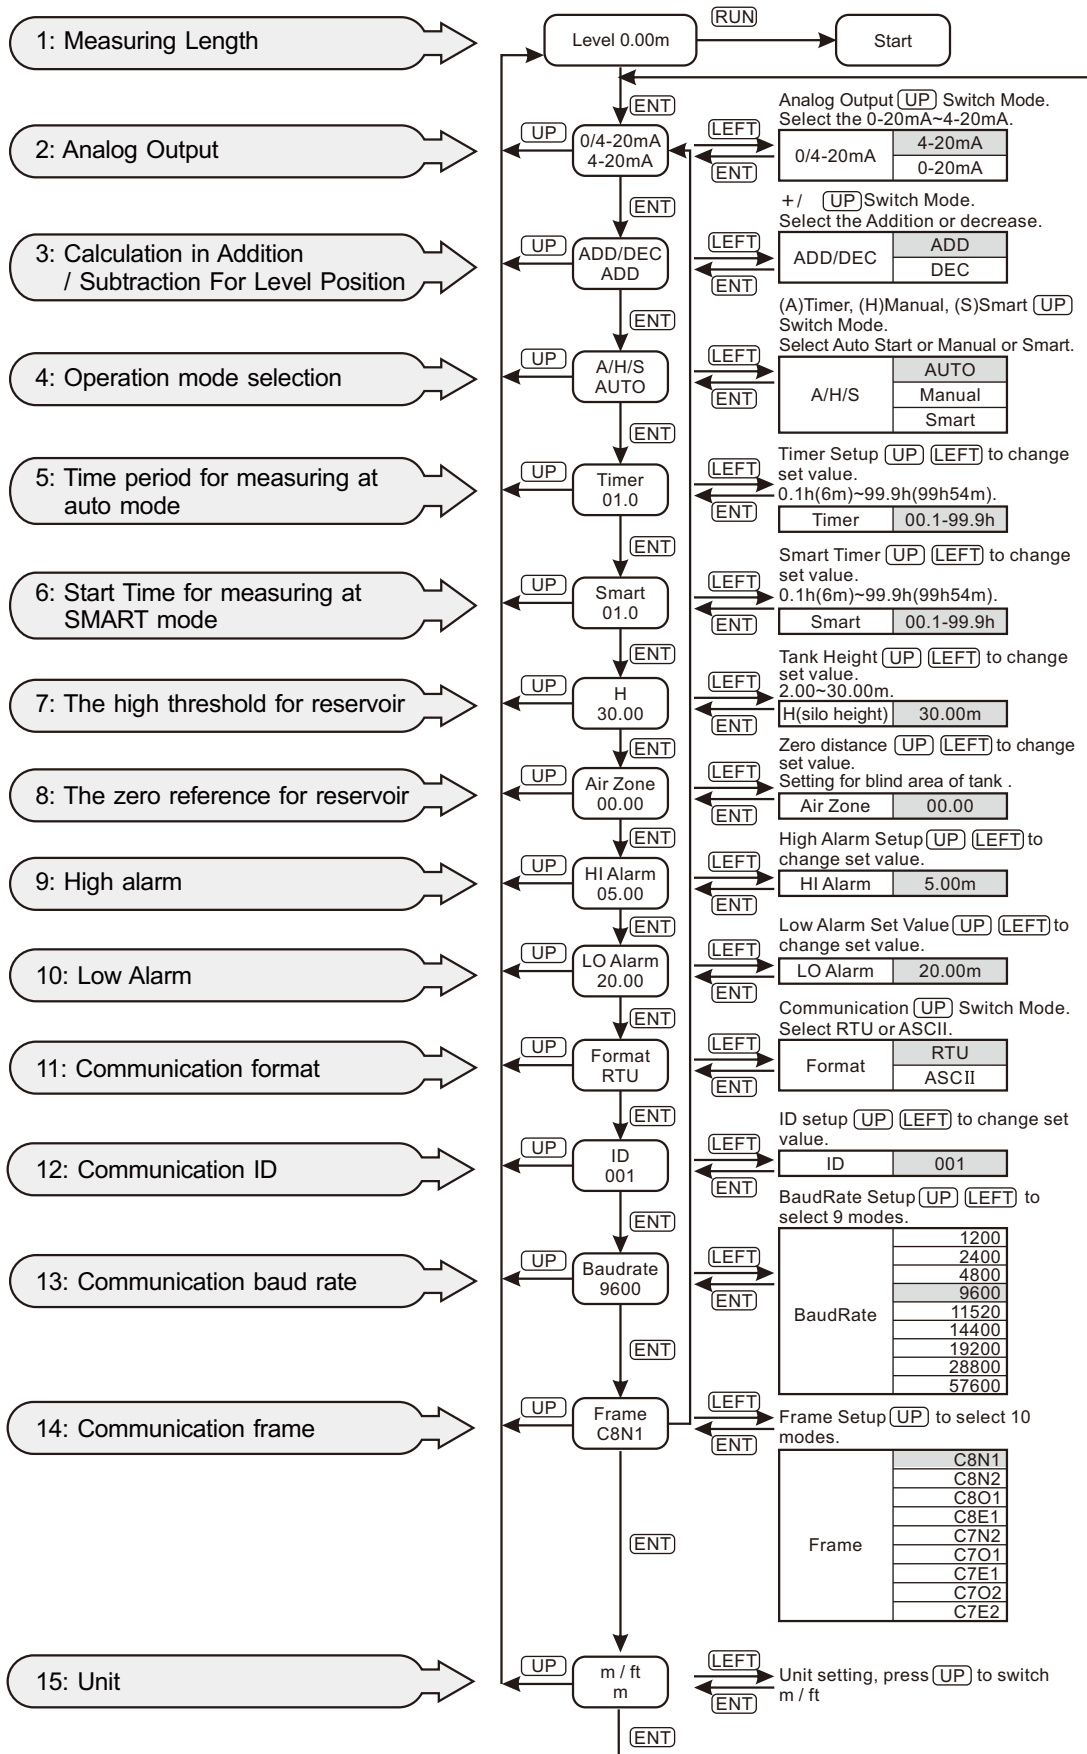 1: Measuring Length
Level 0.00m
RUN
Start
ENT
2: Analog Output
UP
0/4-20mA
4-20mA
LEFT
ENT
Analog Output UP Switch Mode.
Select the 0-20mA~4-20mA.
0/4-20mA
4-20mA
0-20mA
ENT
3: Calculation in Addition
/ Subtraction For Level Position
UP
ADD/DEC
ADD
LEFT
ENT
+/ UP Switch Mode.
Select the Addition or decrease.
ADD/DEC
ADD
DEC
ENT
4: Operation mode selection
UP
A/H/S
AUTO
LEFT
ENT
(A)Timer, (H)Manual, (S)Smart UP
Switch Mode.
Select Auto Start or Manual or Smart.
A/H/S
AUTO
Manual
Smart
ENT
5: Time period for measuring at
auto mode
UP
Timer
01.0
LEFT
ENT
Timer Setup UP LEFT to change
set value.
0.1h(6m)~99.9h(99h54m).
Timer
00.1-99.9h
ENT
6: Start Time for measuring at
SMART mode
UP
Smart
01.0
LEFT
ENT
Smart Timer UP LEFT to change
set value.
0.1h(6m)~99.9h(99h54m).
Smart
00.1-99.9h
ENT
7: The high threshold for reservoir
UP
H
30.00
LEFT
ENT
Tank Height UP LEFT to change
set value.
2.00~30.00m.
H(silo height)
30.00m
ENT
8: The zero reference for reservoir
UP
Air Zone
00.00
LEFT
ENT
Zero distance UP LEFT to change
set value.
Setting for blind area of tank .
Air Zone
00.00
ENT
9: High alarm
UP
HI Alarm
05.00
LEFT
ENT
High Alarm Setup UP LEFT to
change set value.
HI Alarm
5.00m
ENT
10: Low Alarm
UP
LO Alarm
20.00
LEFT
ENT
Low Alarm Set Value UP LEFT to
change set value.
LO Alarm
20.00m
ENT
11: Communication format
UP
Format
RTU
LEFT
ENT
Communication UP Switch Mode.
Select RTU or ASCII.
Format
RTU
ASCII
ENT
12: Communication ID
UP
ID
001
LEFT
ENT
ID setup UP LEFT to change set
value.
ID
001
ENT
13: Communication baud rate
UP
Baudrate
9600
LEFT
ENT
BaudRate Setup UP LEFT to
select 9 modes.
BaudRate
1200
2400
4800
9600
11520
14400
19200
28800
57600
ENT
14: Communication frame
UP
Frame
C8N1
LEFT
ENT
Frame Setup UP to select 10
modes.
Frame
C8N1
C8N2
C8O1
C8E1
C7N2
C7O1
C7E1
C7O2
C7E2
ENT
15: Unit
UP
m / ft
m
LEFT
ENT
Unit setting, press UP to switch
m / ft
ENT